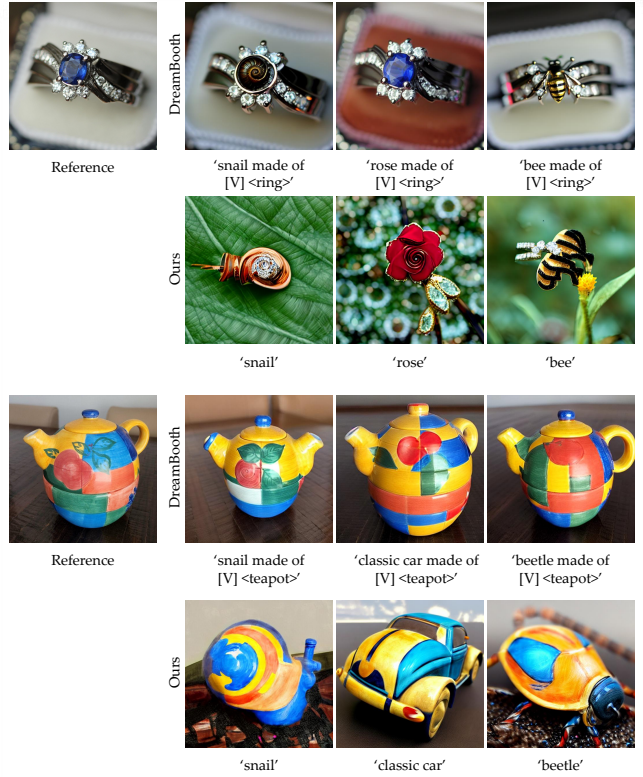 DreamBooth
Reference
‘snail made of
[V] <ring>’
‘rose made of
[V] <ring>’
‘bee made of
[V] <ring>’
Ours
‘snail’
‘rose’
‘bee’
DreamBooth
Reference
‘snail made of
[V] <teapot>’
‘classic car made of
[V] <teapot>’
‘beetle made of
[V] <teapot>’
Ours
‘snail’
‘classic car’
‘beetle’